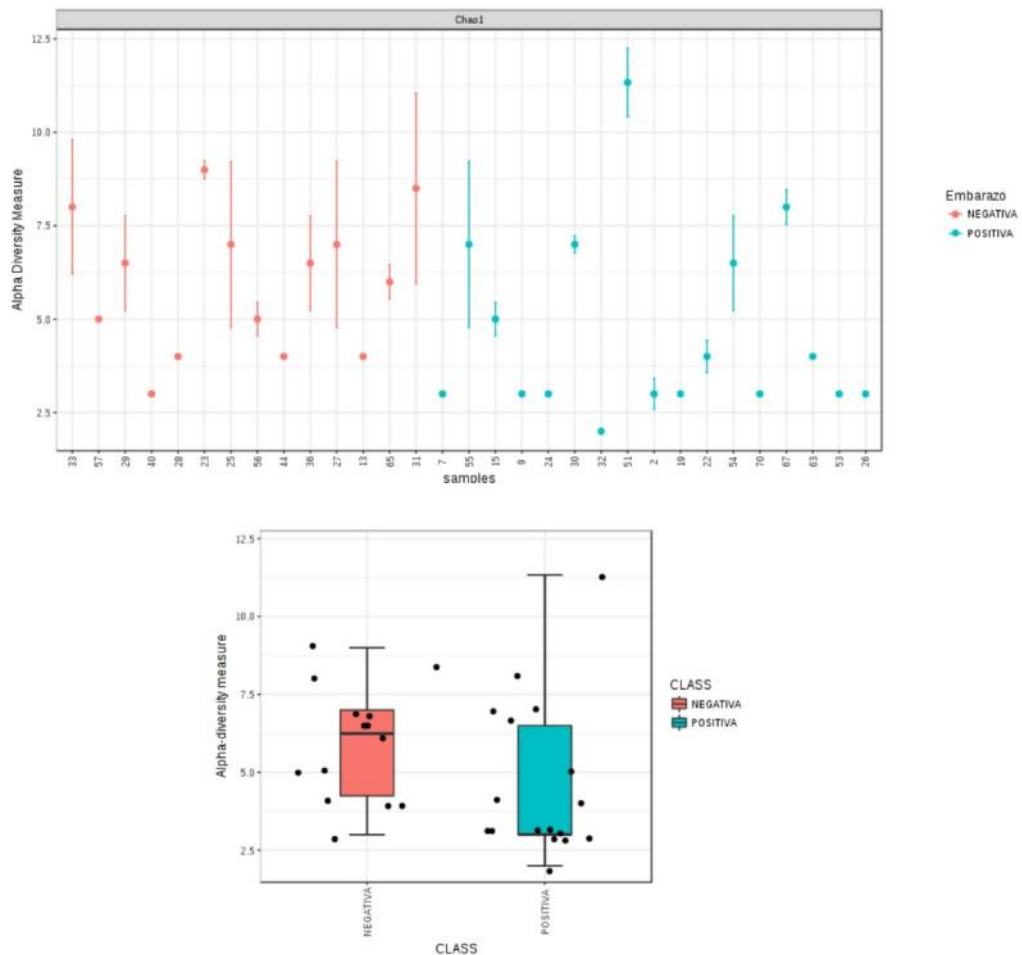 Chao1
12.5
10.0
7.5
5.0
2.5
Alpha Diversity Measure
33 57 29 40 28 23 25 56 44 36 27 13 65 31 7 55 15 9 24 30 32 51 2 19 22 54 70 67 63 53 26
samples
Embarazo
NEGATIVA
POSITIVA
12.5
10.0
7.5
5.0
2.5
Alpha-diversity measure
NEGATIVA POSITIVA
CLASS
CLASS
NEGATIVA
POSITIVA